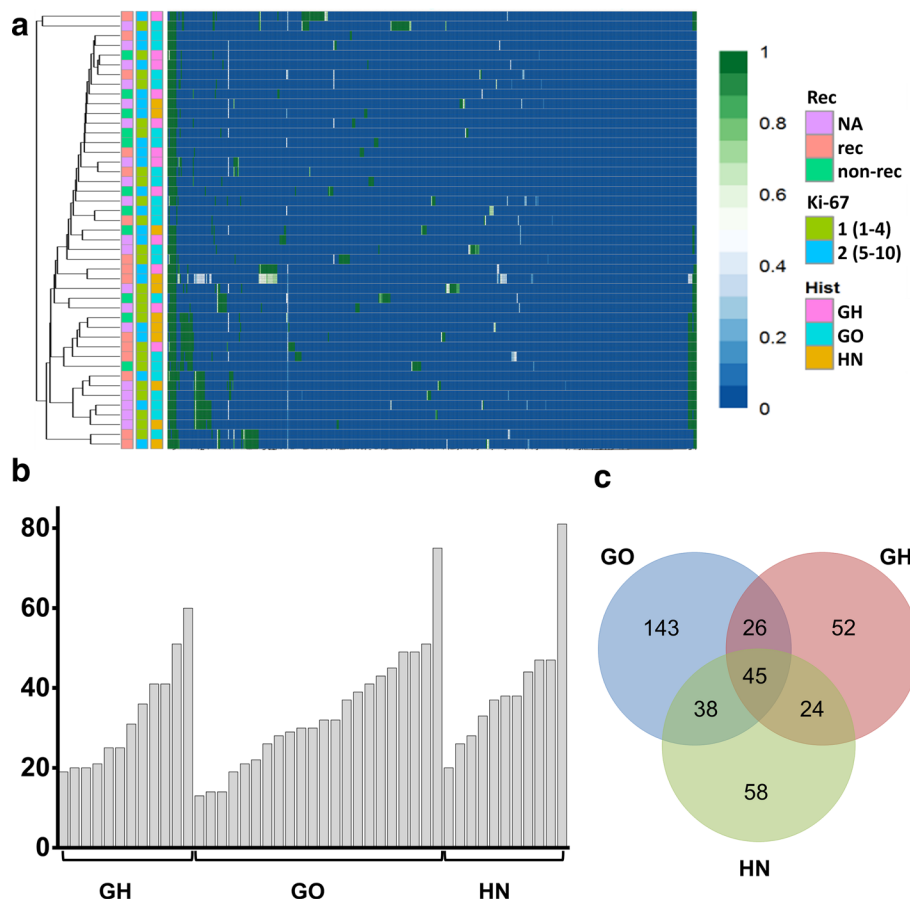 a
1
0.8
0.6
0.4
0.2
0
Rec
NA
rec
non-rec
Ki-67
1 (1-4)
2 (5-10)
Hist
GH
GO
HN
b
80
60
40
20
0
GH
GO
HN
c
GO
GH
143
26
52
45
38
24
58
HN